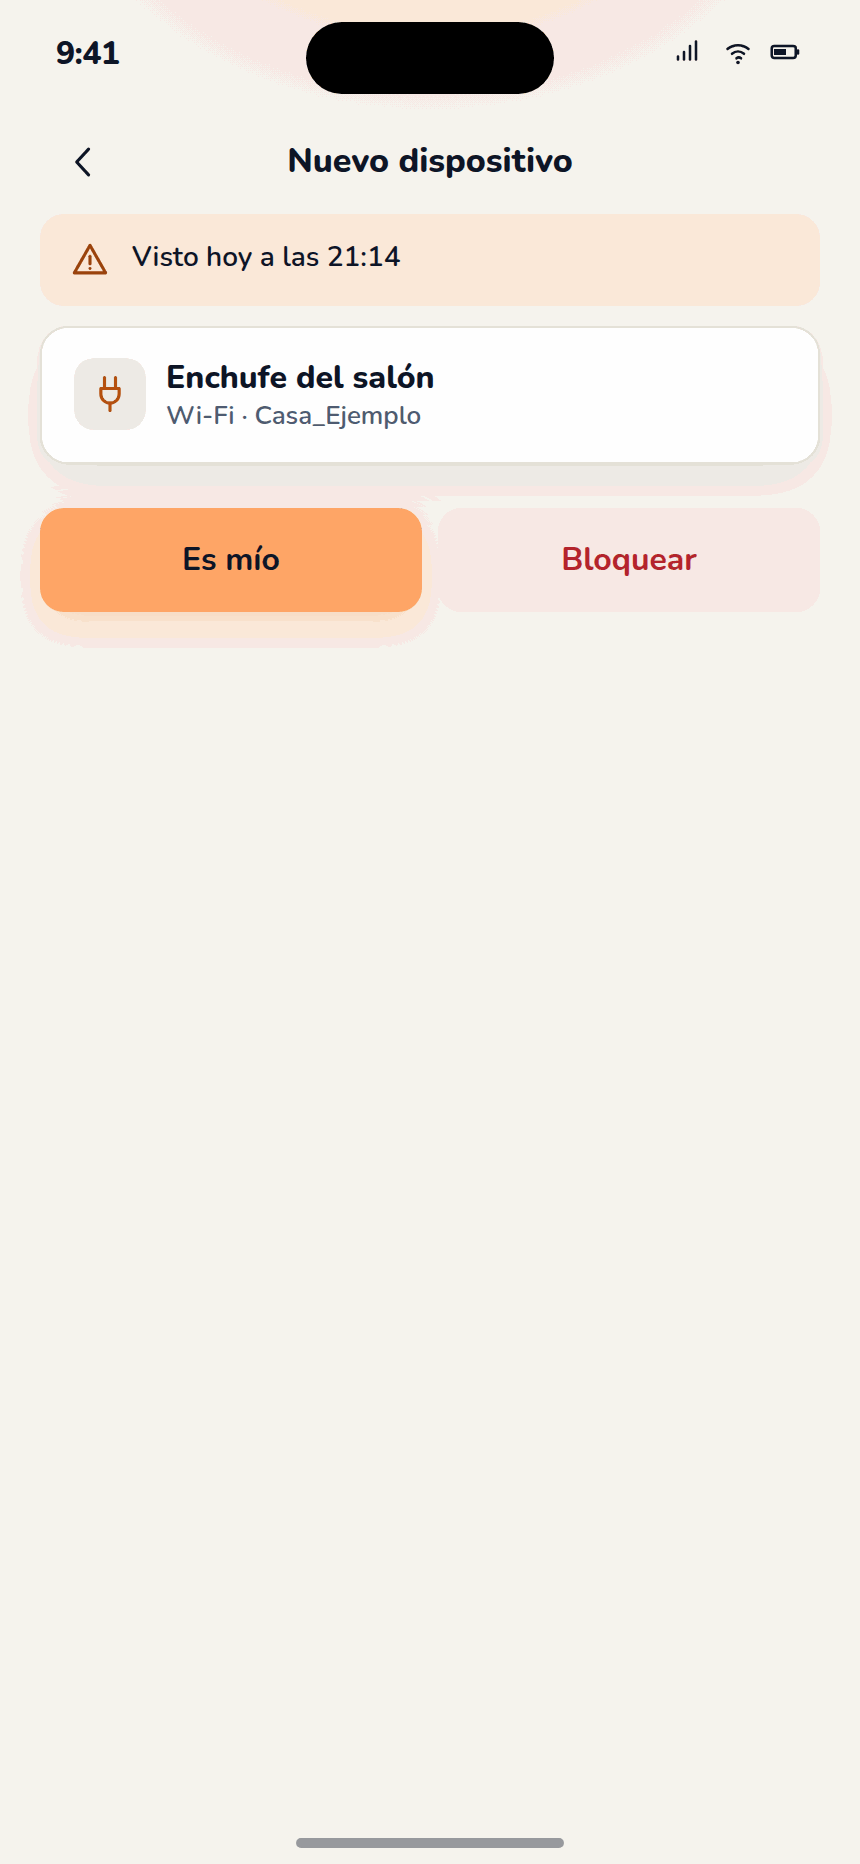 9:41
Nuevo dispositivo
Visto hoy a las 21:14
Enchufe del salón
Wi-Fi · Casa_Ejemplo
Es mío
Bloquear